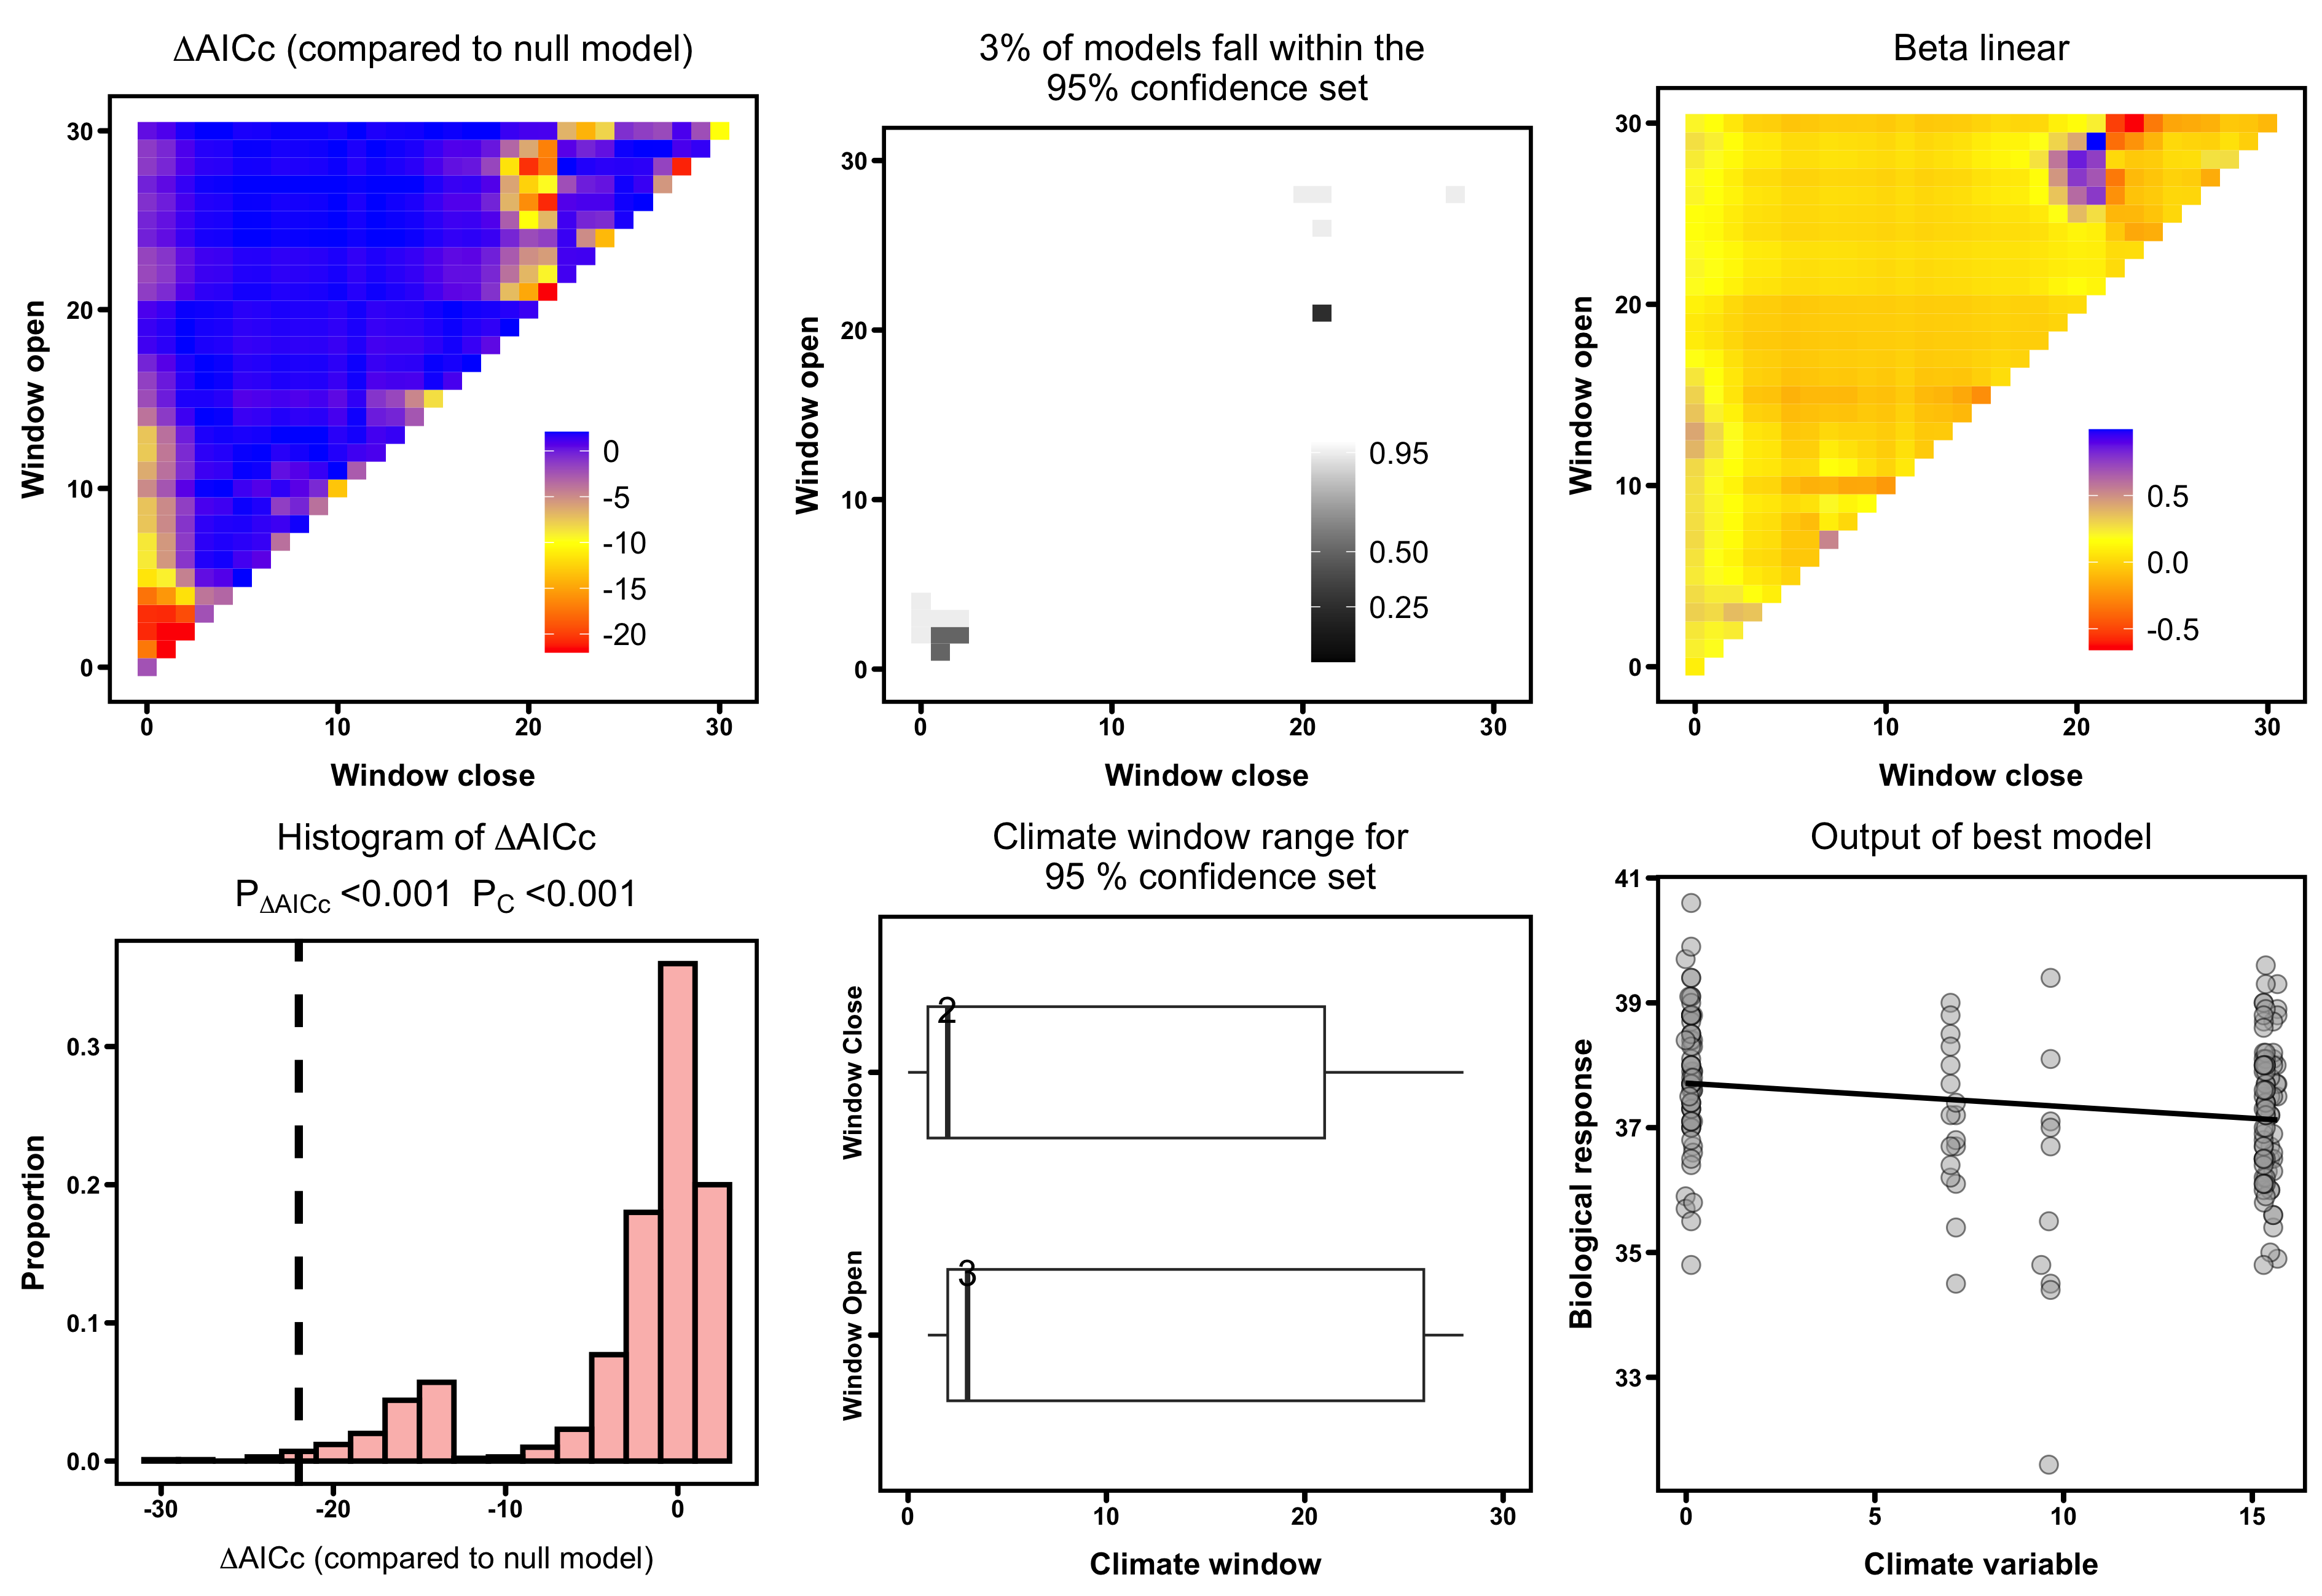 ΔAICc (compared to null model)
30
20
10
0
Window open
0
-5
-10
-15
-20
0 10 20 30
Window close
3% of models fall within the
95% confidence set
30
20
10
0
Window open
0.95
0.50
0.25
0 10 20 30
Window close
Beta linear
30
20
10
0
Window open
0.5
0.0
-0.5
0 10 20 30
Window close
Histogram of ΔAICc
PΔAICc <0.001 PC <0.001
0.3
0.2
0.1
0.0
Proportion
-30 -20 -10 0
ΔAICc (compared to null model)
Climate window range for
95 % confidence set
Window Close
2
Window Open
3
0 10 20 30
Climate window
Output of best model
41
39
37
35
33
Biological response
0 5 10 15
Climate variable